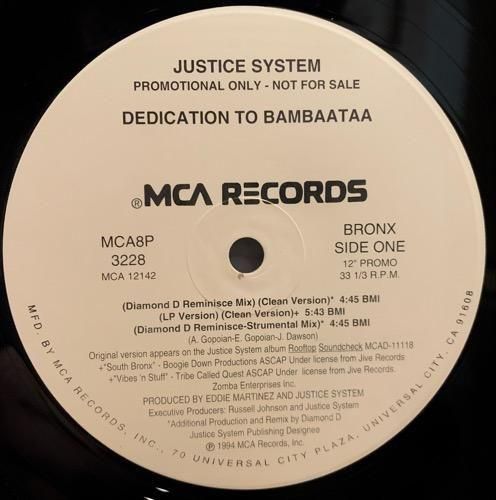 JUSTICE SYSTEM
PROMOTIONAL ONLY - NOT FOR SALE
DEDICATION TO BAMBAATAA
®MCA RECORDS
MCA8P
3228
MCA 12142
BRONX
SIDE ONE
12" PROMO
33 1/3 R.P.M.
(Diamond D Reminisce Mix) (Clean Version)* 4:45 BMI
(LP Version) (Clean Version)+ 5:43 BMI
(Diamond D Reminisce-Strumental Mix)* 4:45 BMI
(A. Gopoian-E. Gopoian-J. Dawson)
Original version appears on the Justice System album Rooftop Soundcheck MCAD-11118
+"South Bronx" - Boogie Down Productions ASCAP Under license from Jive Records
+"Vibes 'n Stuff" - Tribe Called Quest ASCAP Under license from Jive Records.
Zomba Enterprises Inc.
PRODUCED BY EDDIE MARTINEZ AND JUSTICE SYSTEM
Executive Producers: Russell Johnson and Justice System
*Additional Production and Remix by Diamond D
Justice System Publishing Designee
℗ 1994 MCA Records, Inc.
MFD. BY MCA RECORDS, INC., 70 UNIVERSAL CITY PLAZA, UNIVERSAL CITY, CA. 91608